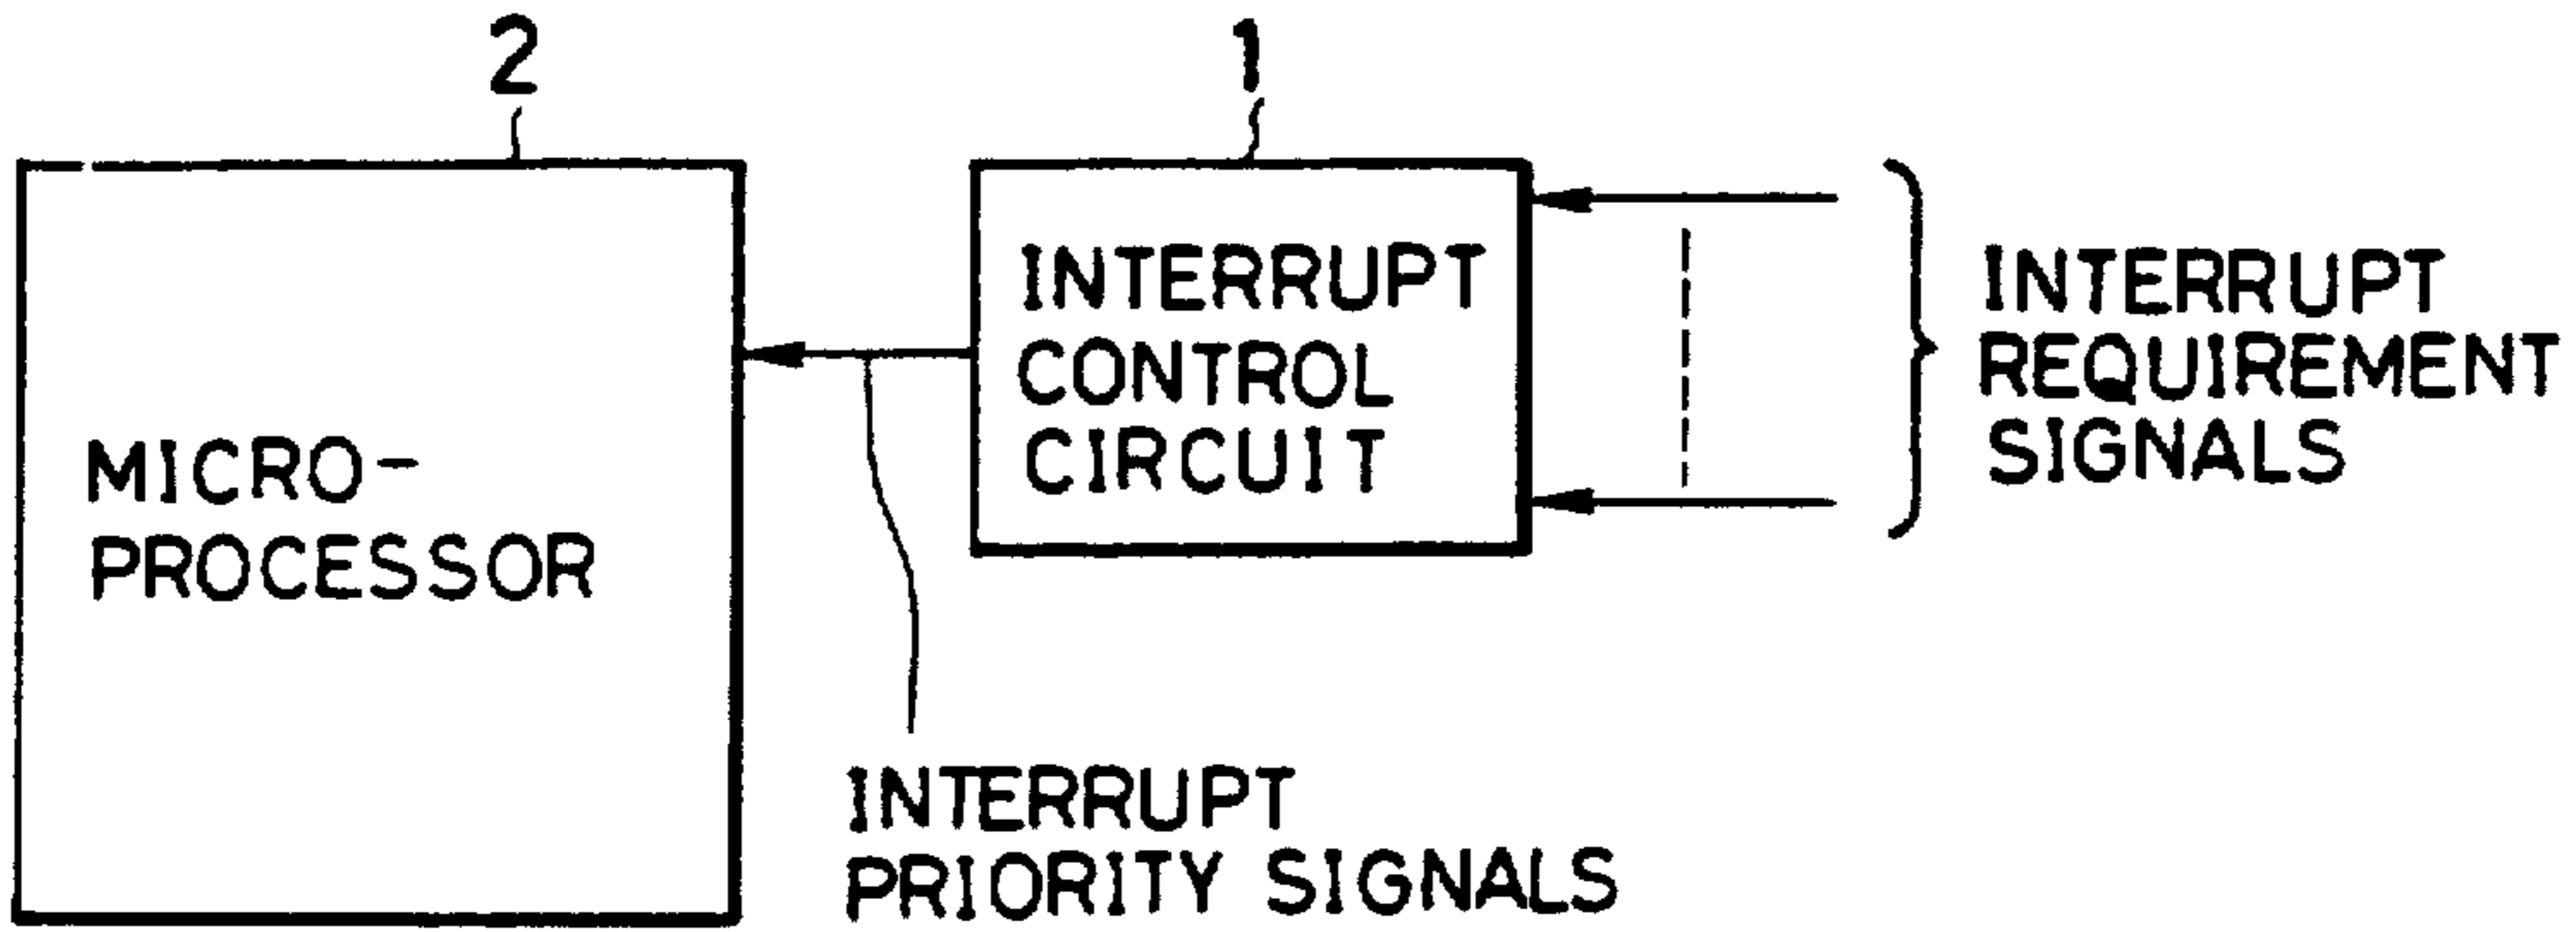 2
1
INTERRUPT
CONTROL
CIRCUIT
INTERRUPT
REQUIREMENT
SIGNALS
MICRO-
PROCESSOR
INTERRUPT
PRIORITY SIGNALS